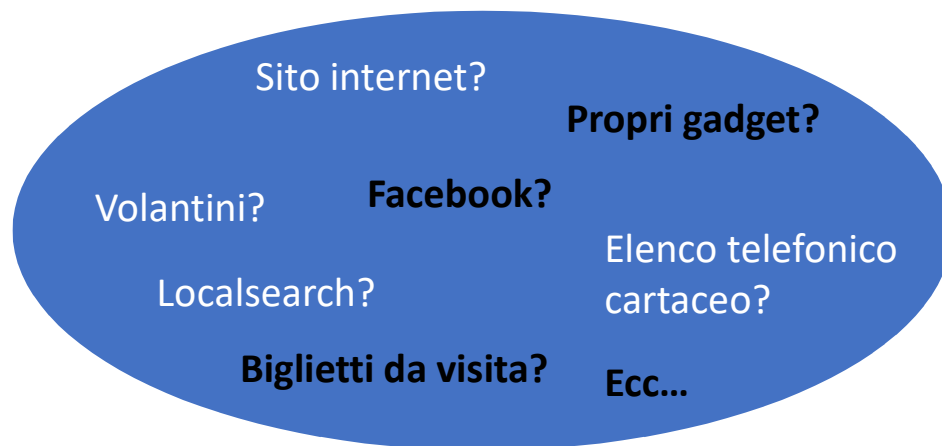 Sito internet?
Propri gadget?
Facebook?
Volantini?
Elenco telefonico
cartaceo?
Localsearch?
Biglietti da visita?
Ecc...